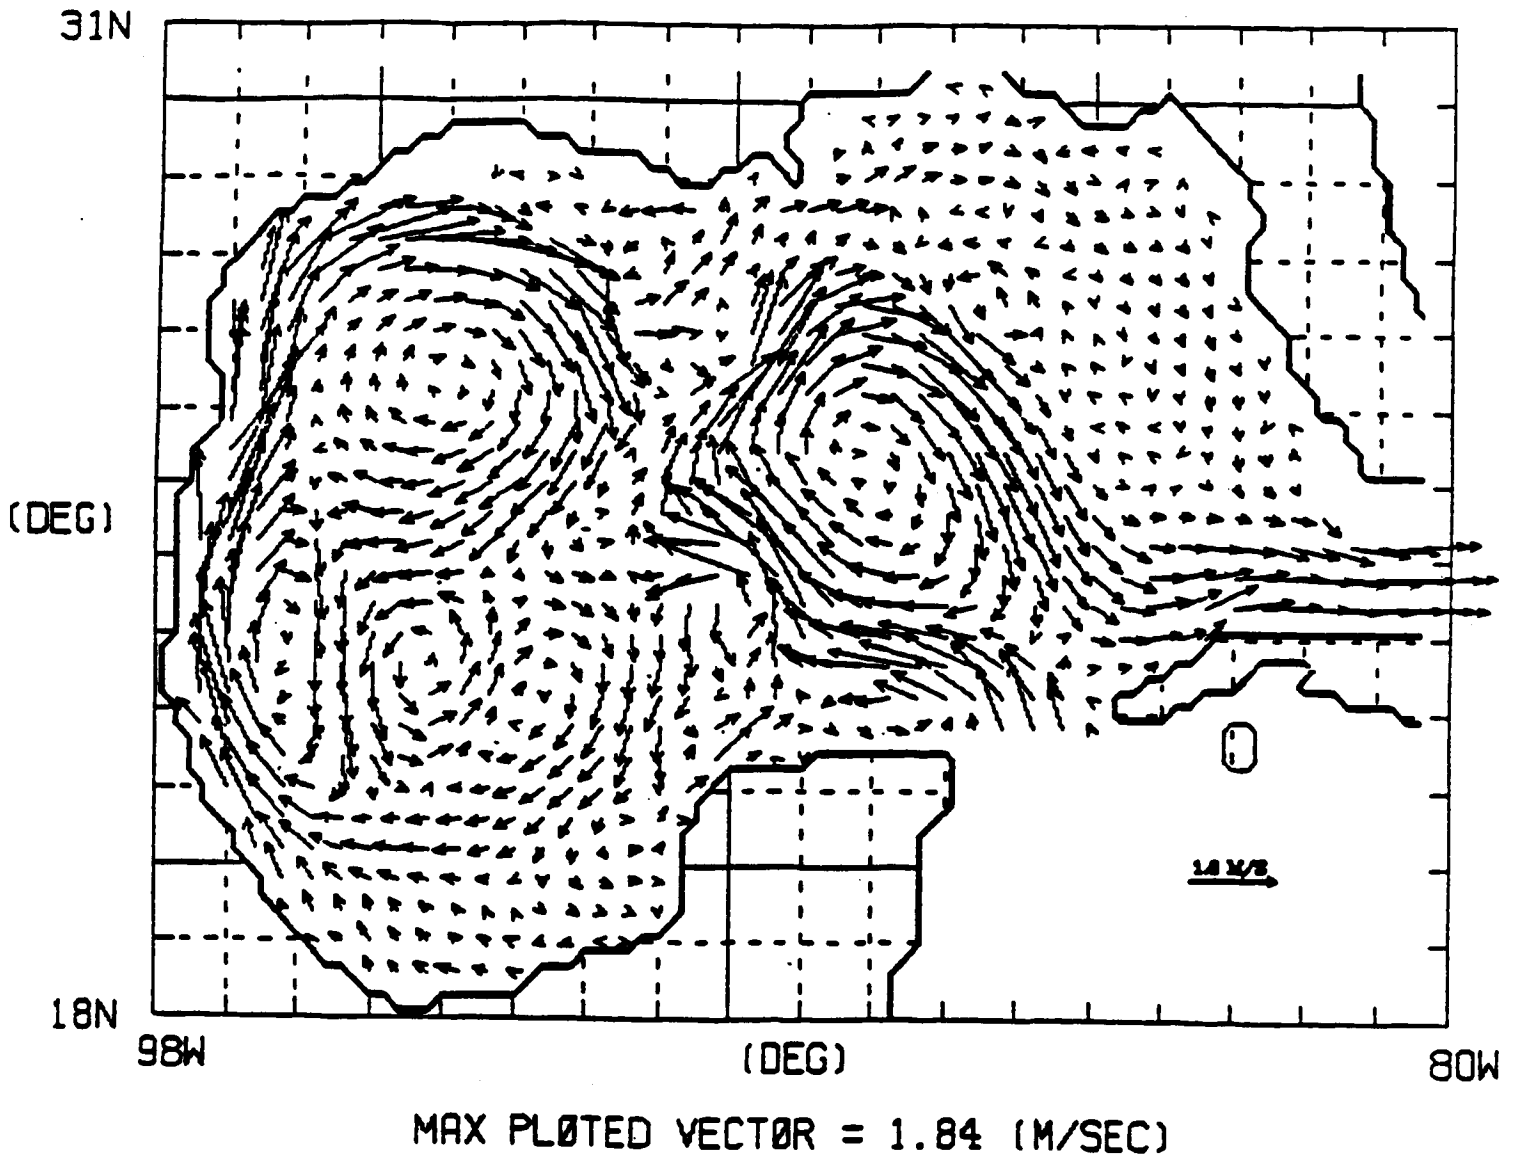 31N
(DEG)
18N
98W
(DEG)
80W
MAX PLØTED VECTØR = 1.84 (M/SEC)